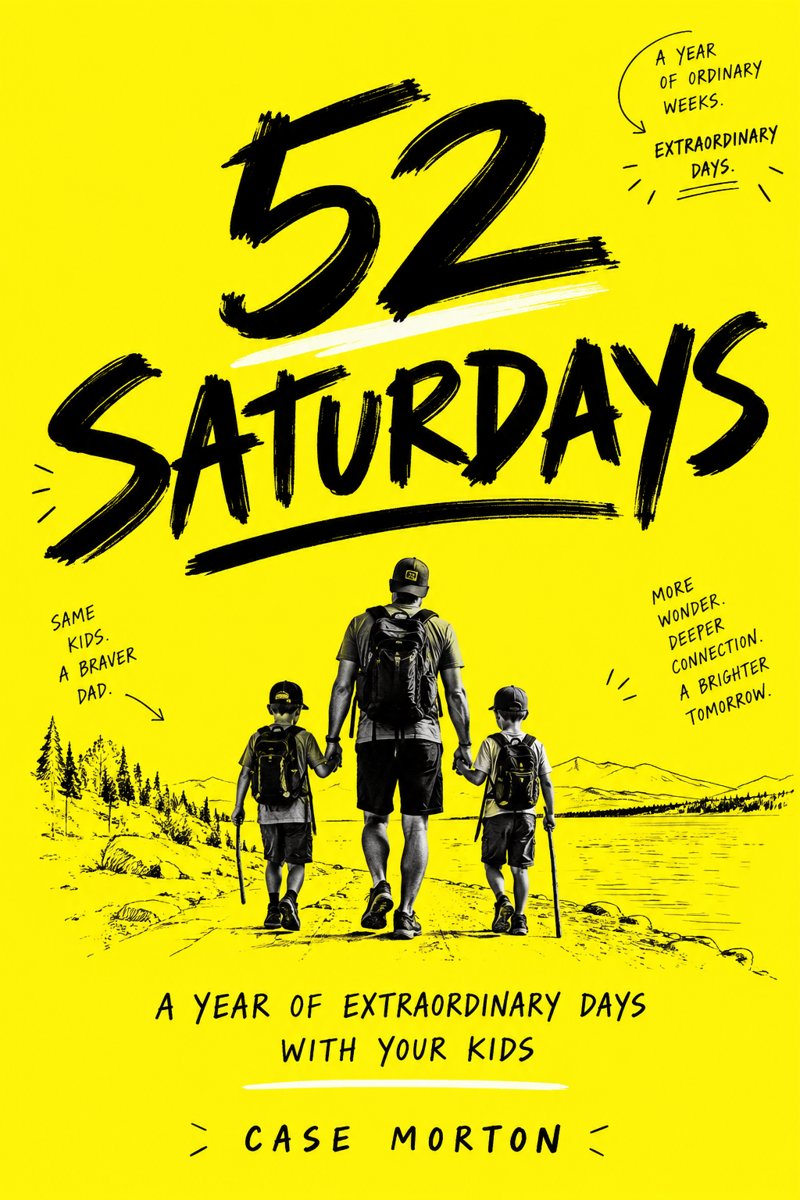 A YEAR
OF ORDINARY
WEEKS.
EXTRAORDINARY
DAYS.
52
SATURDAYS
SAME
KIDS.
A BRAVER
DAD.
MORE
WONDER.
DEEPER
CONNECTION.
A BRIGHTER
TOMORROW.
A YEAR OF EXTRAORDINARY DAYS
WITH YOUR KIDS
CASE MORTON